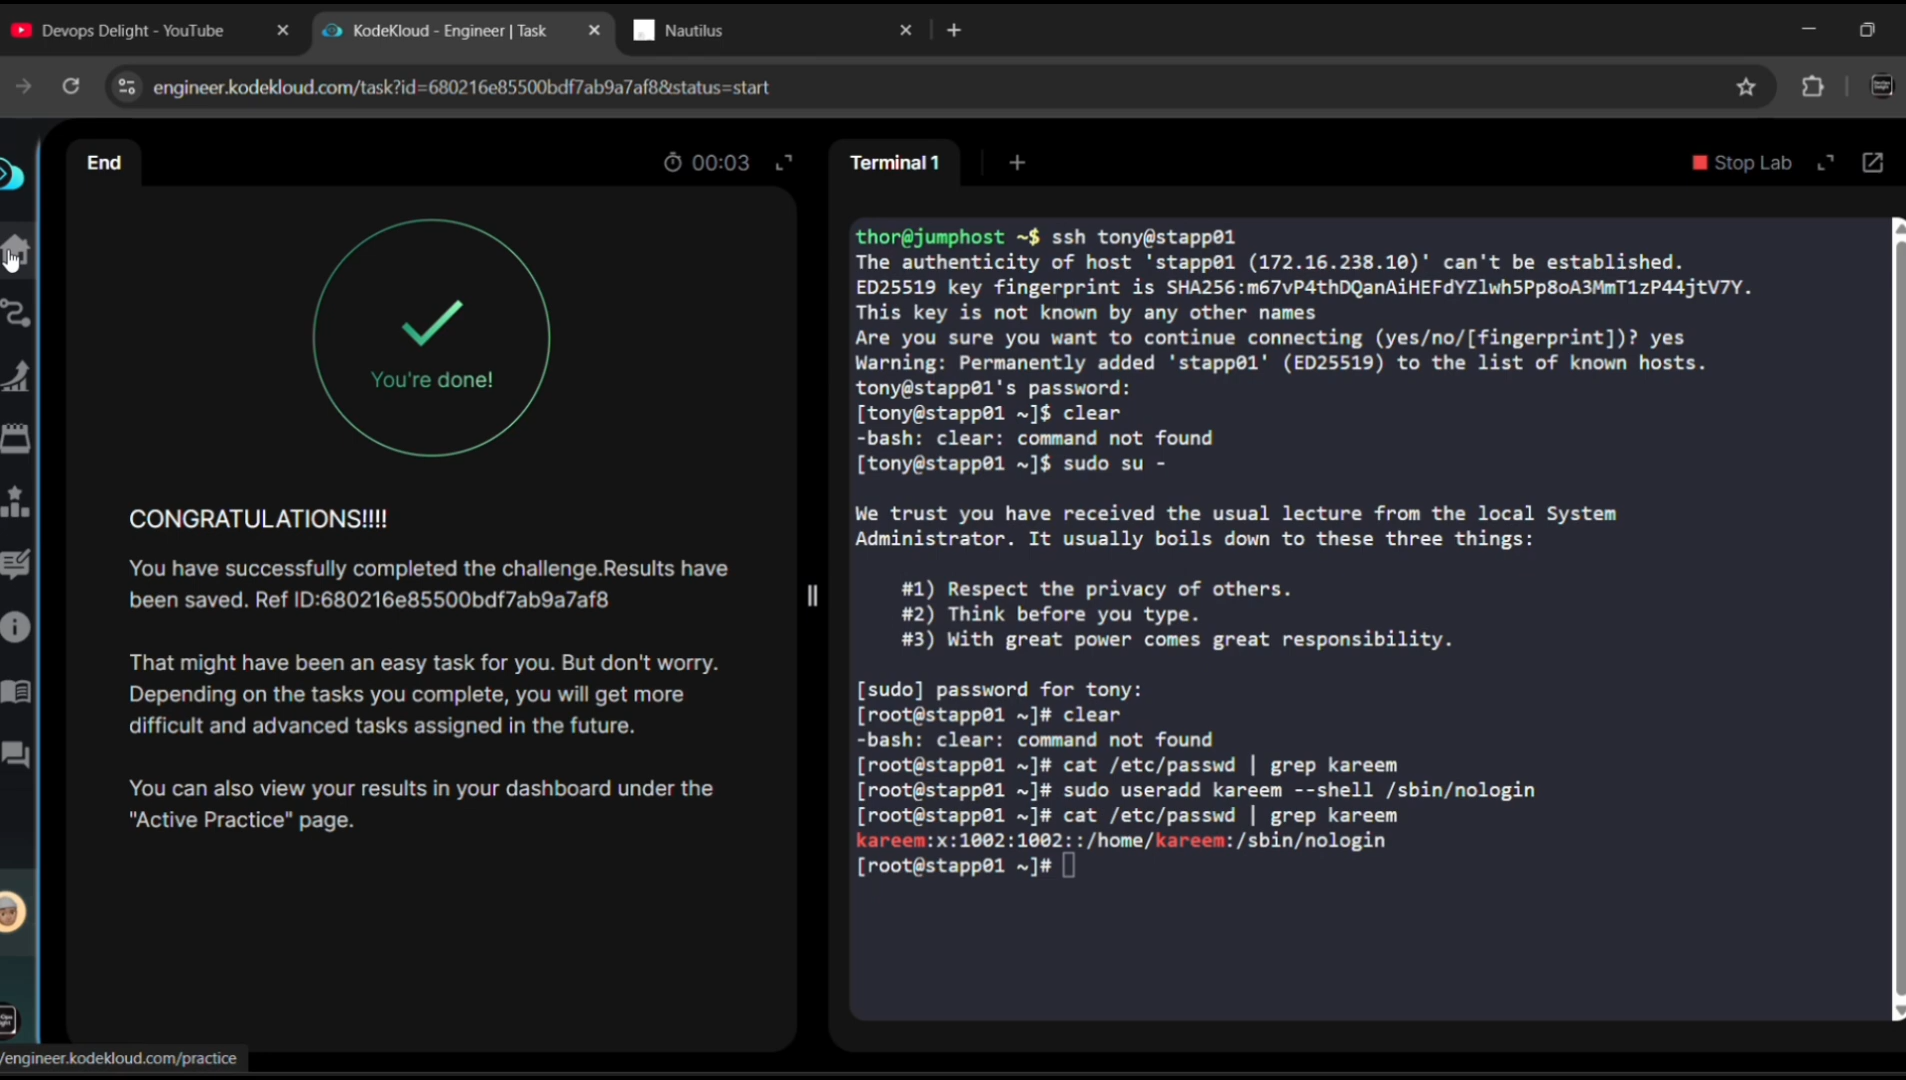 Devops Delight - YouTube
KodeKloud - Engineer | Task
Nautilus
engineer.kodekloud.com/task?id=680216e85500bdf7ab9a7af8&status=start
End
00:03
Terminal 1
Stop Lab
You're done!
CONGRATULATIONS!!!!
You have successfully completed the challenge.Results have
been saved. Ref ID:680216e85500bdf7ab9a7af8
That might have been an easy task for you. But don't worry.
Depending on the tasks you complete, you will get more
difficult and advanced tasks assigned in the future.
You can also view your results in your dashboard under the
"Active Practice" page.
thor@jumphost ~$ ssh tony@stapp01
The authenticity of host 'stapp01 (172.16.238.10)' can't be established.
ED25519 key fingerprint is SHA256:m67vP4thDQanAiHEFdYZlwh5Pp8oA3MmT1zP44jtV7Y.
This key is not known by any other names
Are you sure you want to continue connecting (yes/no/[fingerprint])? yes
Warning: Permanently added 'stapp01' (ED25519) to the list of known hosts.
tony@stapp01's password:
[tony@stapp01 ~]$ clear
-bash: clear: command not found
[tony@stapp01 ~]$ sudo su -
We trust you have received the usual lecture from the local System
Administrator. It usually boils down to these three things:
#1) Respect the privacy of others.
#2) Think before you type.
#3) With great power comes great responsibility.
[sudo] password for tony:
[root@stapp01 ~]# clear
-bash: clear: command not found
[root@stapp01 ~]# cat /etc/passwd | grep kareem
[root@stapp01 ~]# sudo useradd kareem --shell /sbin/nologin
[root@stapp01 ~]# cat /etc/passwd | grep kareem
kareem:x:1002:1002::/home/kareem:/sbin/nologin
[root@stapp01 ~]#
/engineer.kodekloud.com/practice